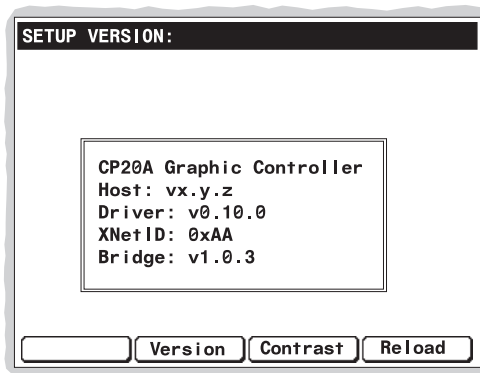 SETUP VERSION:
CP20A Graphic Controller
Host: vx.y.z
Driver: v0.10.0
XNetID: 0xAA
Bridge: v1.0.3
Version Contrast Reload